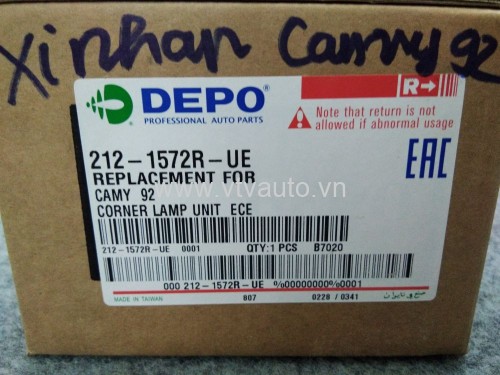 Xinhan Camry 92
R
DEPO®
PROFESSIONAL AUTO PARTS
Note that return is not
allowed if abnormal usage
212-1572R-UE
REPLACEMENT FOR
CAMY 92
CORNER LAMP UNIT ECE
EAC
www.vtvauto.vn
212-1572R-UE 0001 QTY:1 PCS B7020
000 212-1572R-UE %00000000%0001
MADE IN TAIWAN 807 0228 / 0341